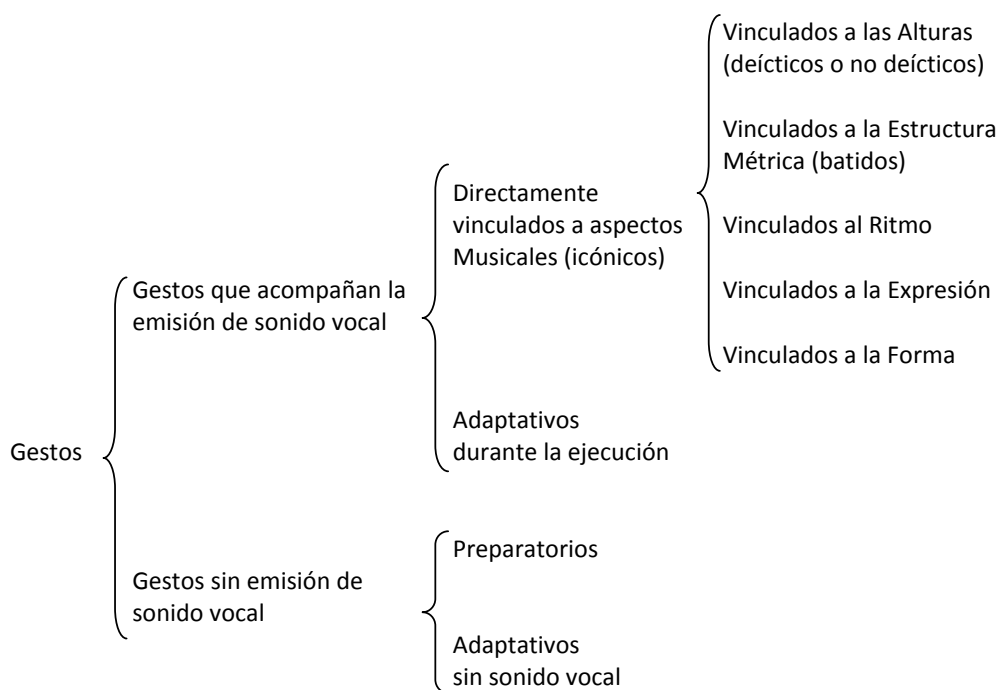 Gestos
Gestos que acompañan la
emisión de sonido vocal
Directamente
vinculados a aspectos
Musicales (icónicos)
Vinculados a las Alturas
(deícticos o no deícticos)
Vinculados a la Estructura
Métrica (batidos)
Vinculados al Ritmo
Vinculados a la Expresión
Vinculados a la Forma
Adaptativos
durante la ejecución
Gestos sin emisión de
sonido vocal
Preparatorios
Adaptativos
sin sonido vocal